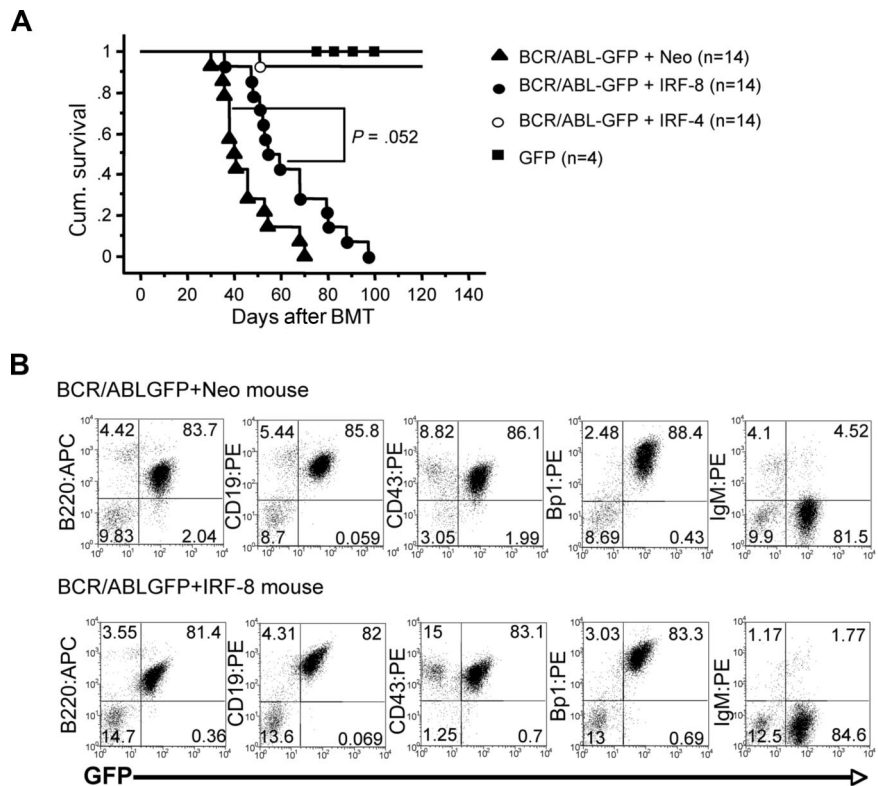 A
Cum. survival
1
.8
.6
.4
.2
0
P = .052
0 20 40 60 80 100 120 140
Days after BMT
BCR/ABL-GFP + Neo (n=14)
BCR/ABL-GFP + IRF-8 (n=14)
BCR/ABL-GFP + IRF-4 (n=14)
GFP (n=4)
B
BCR/ABLGFP+Neo mouse
B220:APC
4.42 83.7
9.83 2.04
CD19:PE
5.44 85.8
8.7 0.059
CD43:PE
8.82 86.1
3.05 1.99
Bp1:PE
2.48 88.4
8.69 0.43
IgM:PE
4.1 4.52
9.9 81.5
BCR/ABLGFP+IRF-8 mouse
B220:APC
3.55 81.4
14.7 0.36
CD19:PE
4.31 82
13.6 0.069
CD43:PE
15 83.1
1.25 0.7
Bp1:PE
3.03 83.3
13 0.69
IgM:PE
1.17 1.77
12.5 84.6
GFP